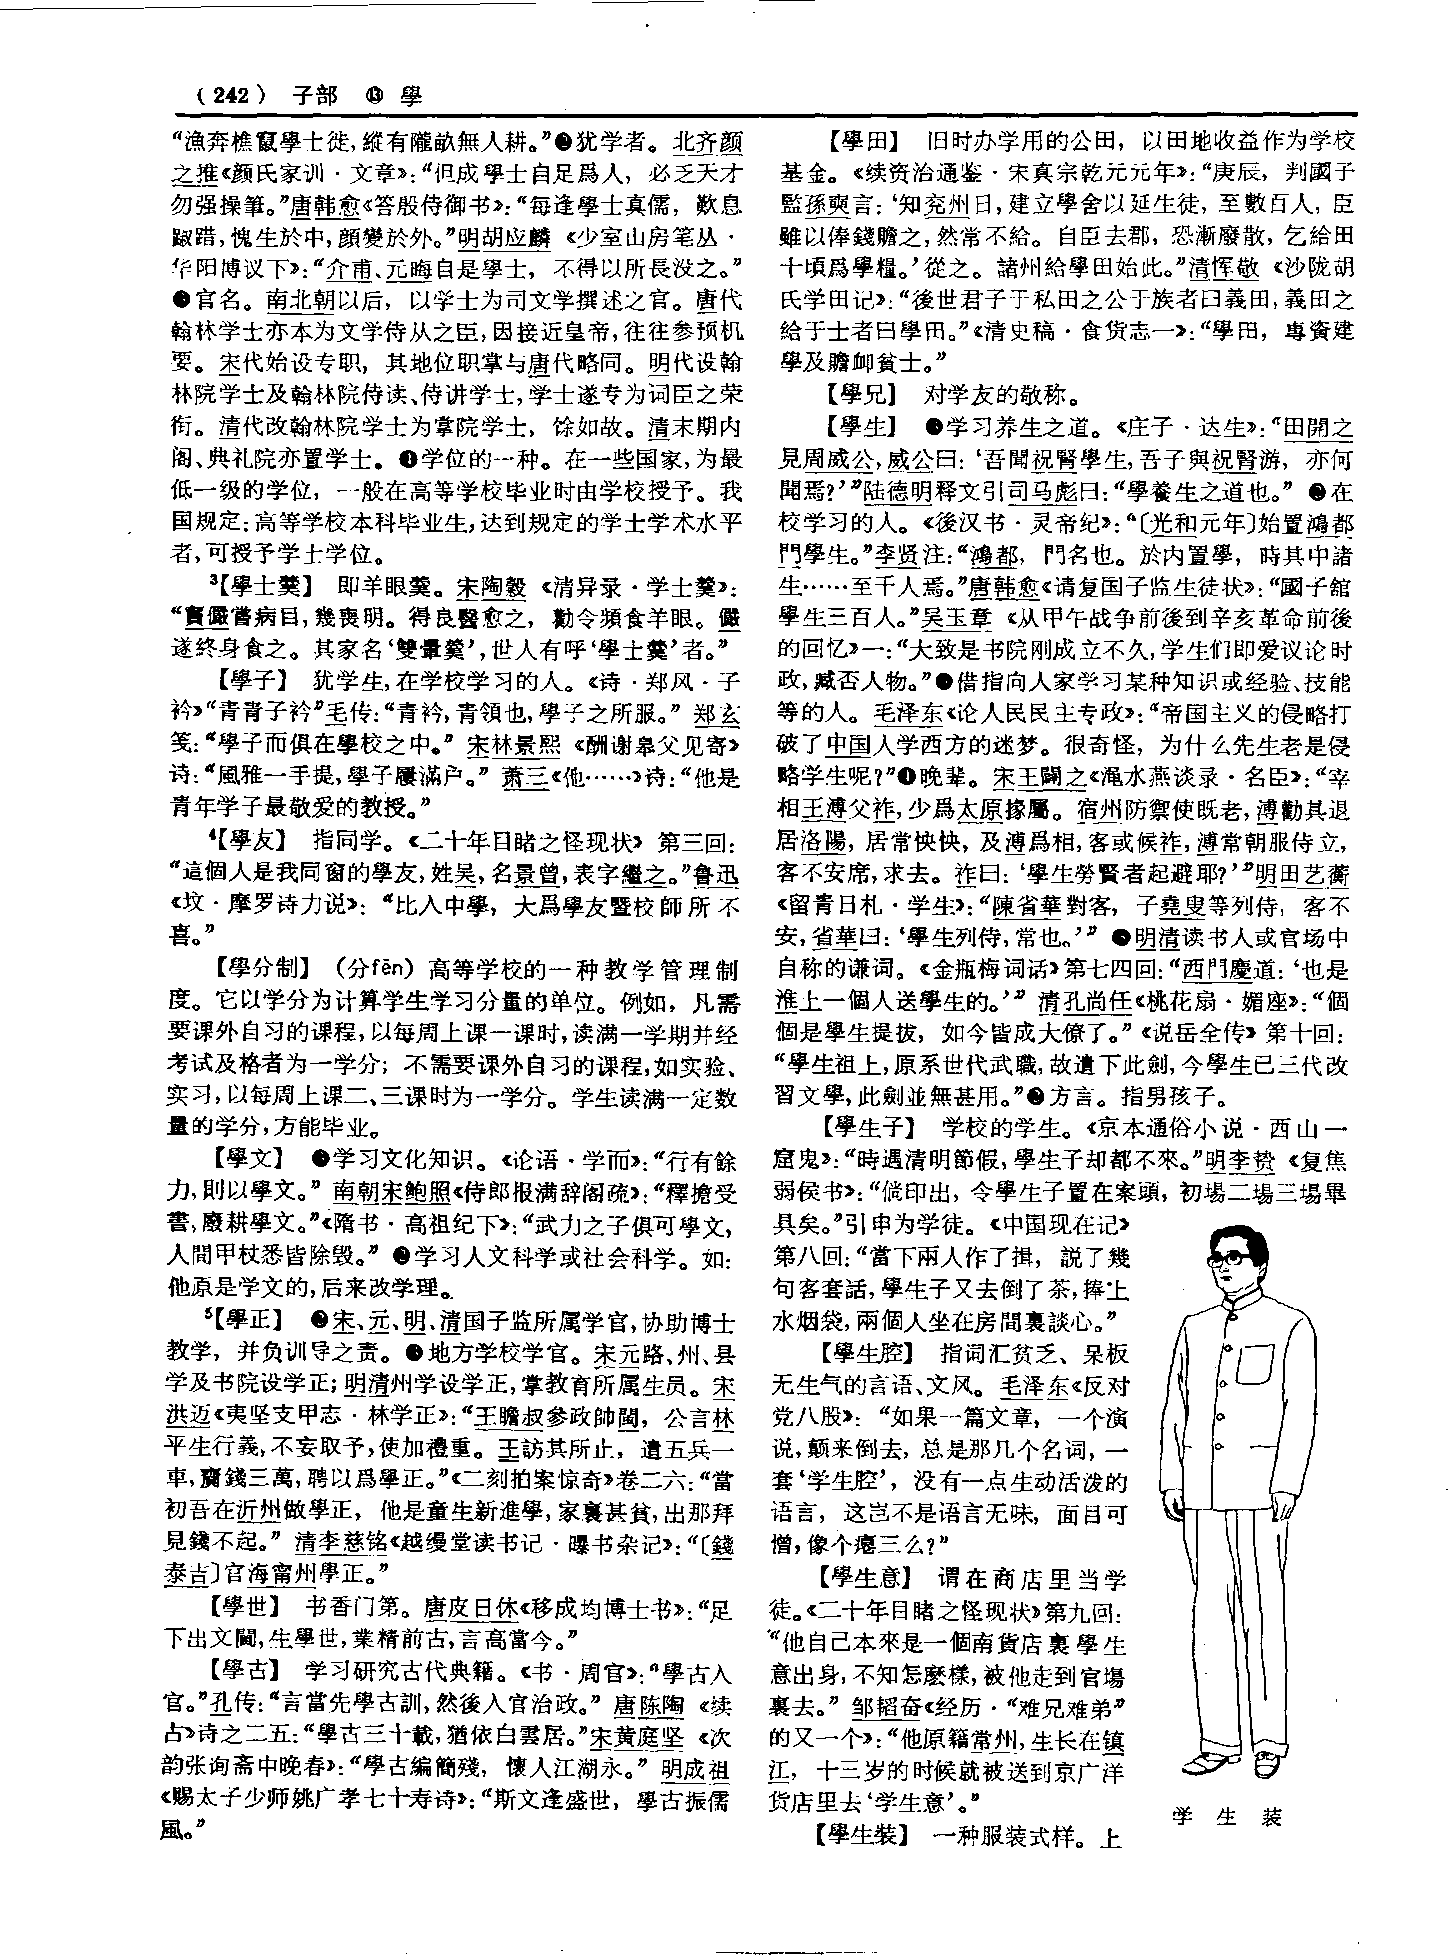 (242) 子部 ⑬ 學
“漁奔樵竄學士徙，縱有隴畝無人耕。”❷犹学者。北齐颜
之推《颜氏家训·文章》：“但成學士自足爲人，必乏天才
勿强操筆。”唐韩愈《答殷侍御书》：“每逢學士真儒，歎息
踧踖，愧生於中，顔變於外。”明胡应麟《少室山房笔丛·
华阳博议下》：“介甫、元晦自是學士，不得以所長没之。”
❸官名。南北朝以后，以学士为司文学撰述之官。唐代
翰林学士亦本为文学侍从之臣，因接近皇帝，往往参预机
要。宋代始设专职，其地位职掌与唐代略同。明代设翰
林院学士及翰林院侍读、侍讲学士，学士遂专为词臣之荣
衔。清代改翰林院学士为掌院学士，馀如故。清末期内
阁、典礼院亦置学士。❹学位的一种。在一些国家，为最
低一级的学位，一般在高等学校毕业时由学校授予。我
国规定：高等学校本科毕业生，达到规定的学士学术水平
者，可授予学士学位。
³【學士羹】 即羊眼羹。宋陶穀《清异录·学士羹》：
“竇儼嘗病目，幾喪明。得良醫愈之，勸令頻食羊眼。儼
遂終身食之。其家名‘雙暈羹’，世人有呼‘學士羹’者。”
【學子】 犹学生，在学校学习的人。《诗·郑风·子
衿》“青青子衿”毛传：“青衿，青領也，學子之所服。”郑玄
笺：“學子而俱在學校之中。”宋林景熙《酬谢皋父见寄》
诗：“風雅一手提，學子屨滿户。”萧三《他……》诗：“他是
青年学子最敬爱的教授。”
⁴【學友】 指同学。《二十年目睹之怪现状》第三回：
“這個人是我同窗的學友，姓吴，名景曾，表字繼之。”鲁迅
《坟·摩罗诗力说》：“比入中學，大爲學友暨校師所不
喜。”
【學分制】（分fēn）高等学校的一种教学管理制
度。它以学分为计算学生学习分量的单位。例如，凡需
要课外自习的课程，以每周上课一课时，读满一学期并经
考试及格者为一学分；不需要课外自习的课程，如实验、
实习，以每周上课二、三课时为一学分。学生读满一定数
量的学分，方能毕业。
【學文】 ❶学习文化知识。《论语·学而》：“行有餘
力，則以學文。”南朝宋鲍照《侍郎报满辞阁疏》：“釋擔受
書，廢耕學文。”《隋书·高祖纪下》：“武力之子俱可學文，
人間甲杖悉皆除毁。”❷学习人文科学或社会科学。如：
他原是学文的，后来改学理。
⁵【學正】 ❶宋、元、明、清国子监所属学官，协助博士
教学，并负训导之责。❷地方学校学官。宋元路、州、县
学及书院设学正；明清州学设学正，掌教育所属生员。宋
洪迈《夷坚支甲志·林学正》：“王瞻叔參政帥閩，公言林
平生行義，不妄取予，使加禮重。王訪其所止，遣五兵一
車，齎錢三萬，聘以爲學正。”《二刻拍案惊奇》卷二六：“當
初吾在沂州做學正，他是童生新進學，家裏甚貧，出那拜
見錢不起。”清李慈铭《越缦堂读书记·曝书杂记》：“〔錢
泰吉〕官海甯州學正。”
【學世】 书香门第。唐皮日休《移成均博士书》：“足
下出文閫，生學世，業精前古，言高當今。”
【學古】 学习研究古代典籍。《书·周官》：“學古入
官。”孔传：“言當先學古訓，然後入官治政。”唐陈陶《续
古》诗之二五：“學古三十載，猶依白雲居。”宋黄庭坚《次
韵张询斋中晚春》：“學古編簡殘，懷人江湖永。”明成祖
《赐太子少师姚广孝七十寿诗》：“斯文逢盛世，學古振儒
風。”
【學田】 旧时办学用的公田，以田地收益作为学校
基金。《续资治通鉴·宋真宗乾元元年》：“庚辰，判國子
監孫奭言：‘知兖州日，建立學舍以延生徒，至數百人，臣
雖以俸錢贍之，然常不給。自臣去郡，恐漸廢散，乞給田
十頃爲學糧。’從之。諸州給學田始此。”清恽敬《沙陇胡
氏学田记》：“後世君子于私田之公于族者曰義田，義田之
給于士者曰學田。”《清史稿·食货志一》：“學田，專資建
學及贍卹貧士。”
【學兄】 对学友的敬称。
【學生】 ❶学习养生之道。《庄子·达生》：“田開之
見周威公，威公曰：‘吾聞祝腎學生，吾子與祝腎游，亦何
聞焉？’”陆德明释文引司马彪曰：“學養生之道也。”❷在
校学习的人。《後汉书·灵帝纪》：“〔光和元年〕始置鴻都
門學生。”李贤注：“鴻都，門名也。於内置學，時其中諸
生……至千人焉。”唐韩愈《请复国子监生徒状》：“國子舘
學生三百人。”吴玉章《从甲午战争前後到辛亥革命前後
的回忆》一：“大致是书院刚成立不久，学生们即爱议论时
政，臧否人物。”❸借指向人家学习某种知识或经验、技能
等的人。毛泽东《论人民民主专政》：“帝国主义的侵略打
破了中国人学西方的迷梦。很奇怪，为什么先生老是侵
略学生呢？”❹晚辈。宋王闢之《渑水燕谈录·名臣》：“宰
相王溥父祚，少爲太原掾屬。宿州防禦使既老，溥勸其退
居洛陽，居常怏怏，及溥爲相，客或候祚，溥常朝服侍立，
客不安席，求去。祚曰：‘學生勞賢者起避耶？’”明田艺蘅
《留青日札·学生》：“陳省華對客，子堯叟等列侍，客不
安，省華曰：‘學生列侍，常也。’”❺明清读书人或官场中
自称的谦词。《金瓶梅词话》第七四回：“西門慶道：‘也是
淮上一個人送學生的。’”清孔尚任《桃花扇·媚座》：“個
個是學生提拔，如今皆成大僚了。”《说岳全传》第十回：
“學生祖上，原系世代武職，故遺下此劍，今學生已三代改
習文學，此劍並無甚用。”❻方言。指男孩子。
【學生子】 学校的学生。《京本通俗小说·西山一
窟鬼》：“時遇清明節假，學生子却都不來。”明李贽《复焦
弱侯书》：“倘印出，令學生子置在案頭，初場二場三場畢
具矣。”引申为学徒。《中国现在记》
第八回：“當下兩人作了揖，説了幾
句客套話，學生子又去倒了茶，捧上
水烟袋，兩個人坐在房間裏談心。”
【學生腔】 指词汇贫乏、呆板
无生气的言语、文风。毛泽东《反对
党八股》：“如果一篇文章，一个演
说，颠来倒去，总是那几个名词，一
套‘学生腔’，没有一点生动活泼的
语言，这岂不是语言无味，面目可
憎，像个瘪三么？”
【學生意】 谓在商店里当学
徒。《二十年目睹之怪现状》第九回：
“他自己本來是一個南貨店裏學生
意出身，不知怎麽樣，被他走到官場
裏去。”邹韬奋《经历·“难兄难弟”
的又一个》：“他原籍常州，生长在镇
江，十三岁的时候就被送到京广洋
货店里去‘学生意’。”
【學生裝】 一种服装式样。上
学生装